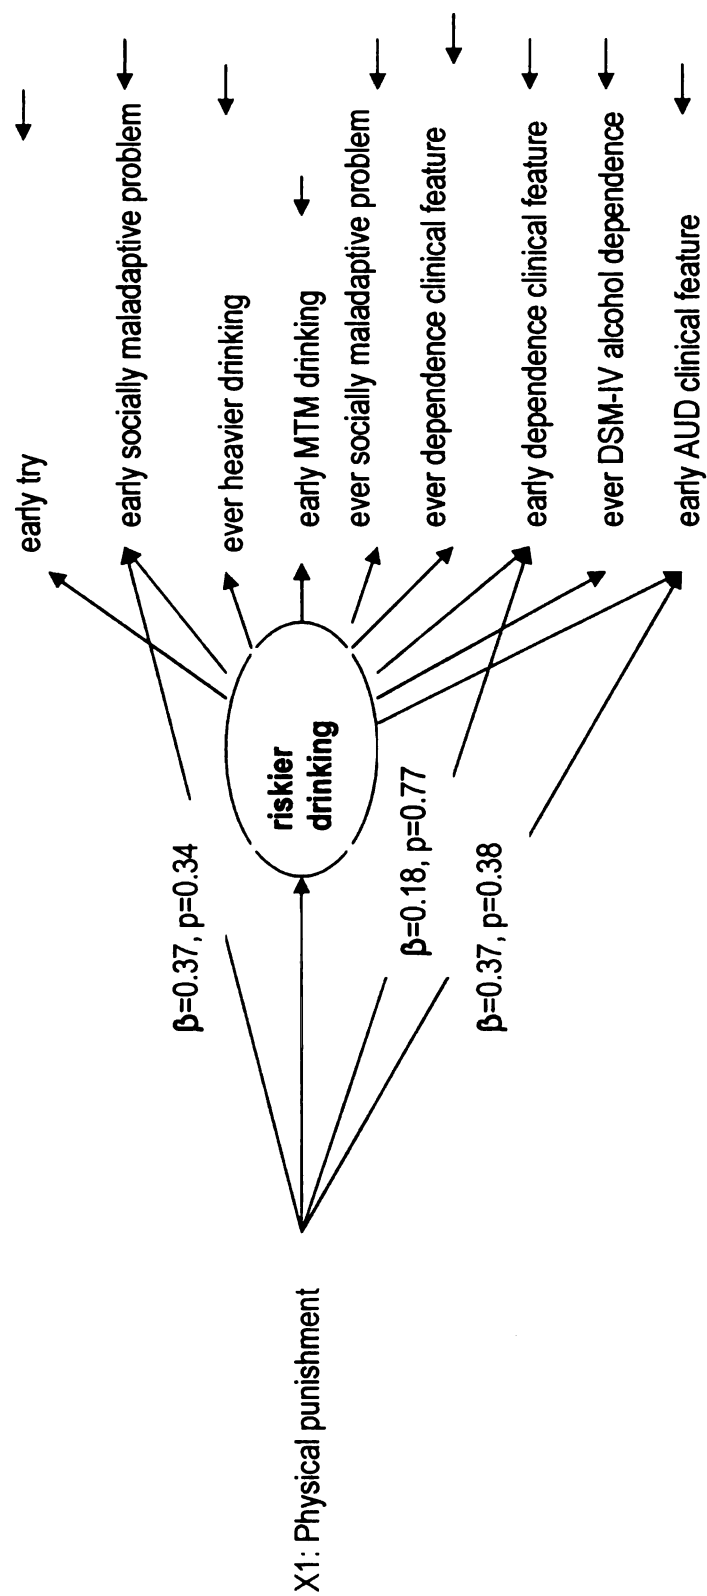 X1: Physical punishment
β=0.37, p=0.34
β=0.18, p=0.77
β=0.37, p=0.38
riskier
drinking
early try
early socially maladaptive problem
ever heavier drinking
early MTM drinking
ever socially maladaptive problem
ever dependence clinical feature
early dependence clinical feature
ever DSM-IV alcohol dependence
early AUD clinical feature